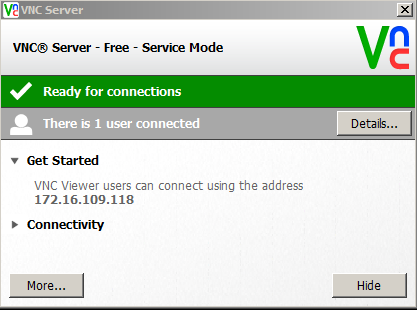 VNC Server
VNC® Server - Free - Service Mode
Ready for connections
There is 1 user connected
Details...
Get Started
VNC Viewer users can connect using the address
172.16.109.118
Connectivity
More...
Hide